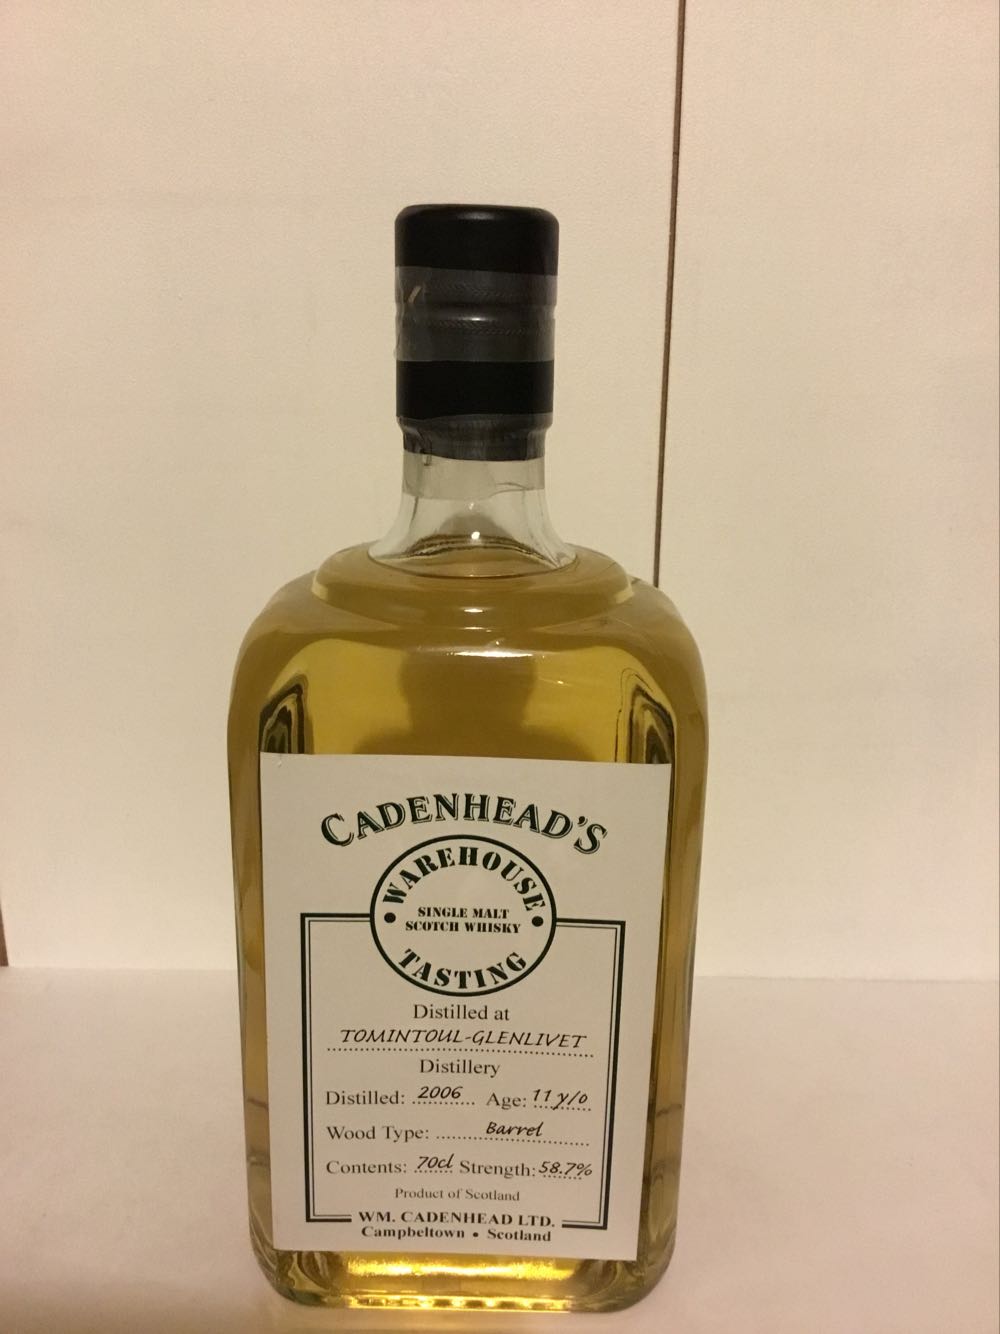 CADENHEAD'S
WAREHOUSE
SINGLE MALT
SCOTCH WHISKY
TASTING
Distilled at
TOMINTOUL-GLENLIVET
Distillery
Distilled: 2006 Age: 11 y/o
Wood Type: Barrel
Contents: 70cl Strength: 58.7%
Product of Scotland
WM. CADENHEAD LTD.
Campbeltown • Scotland